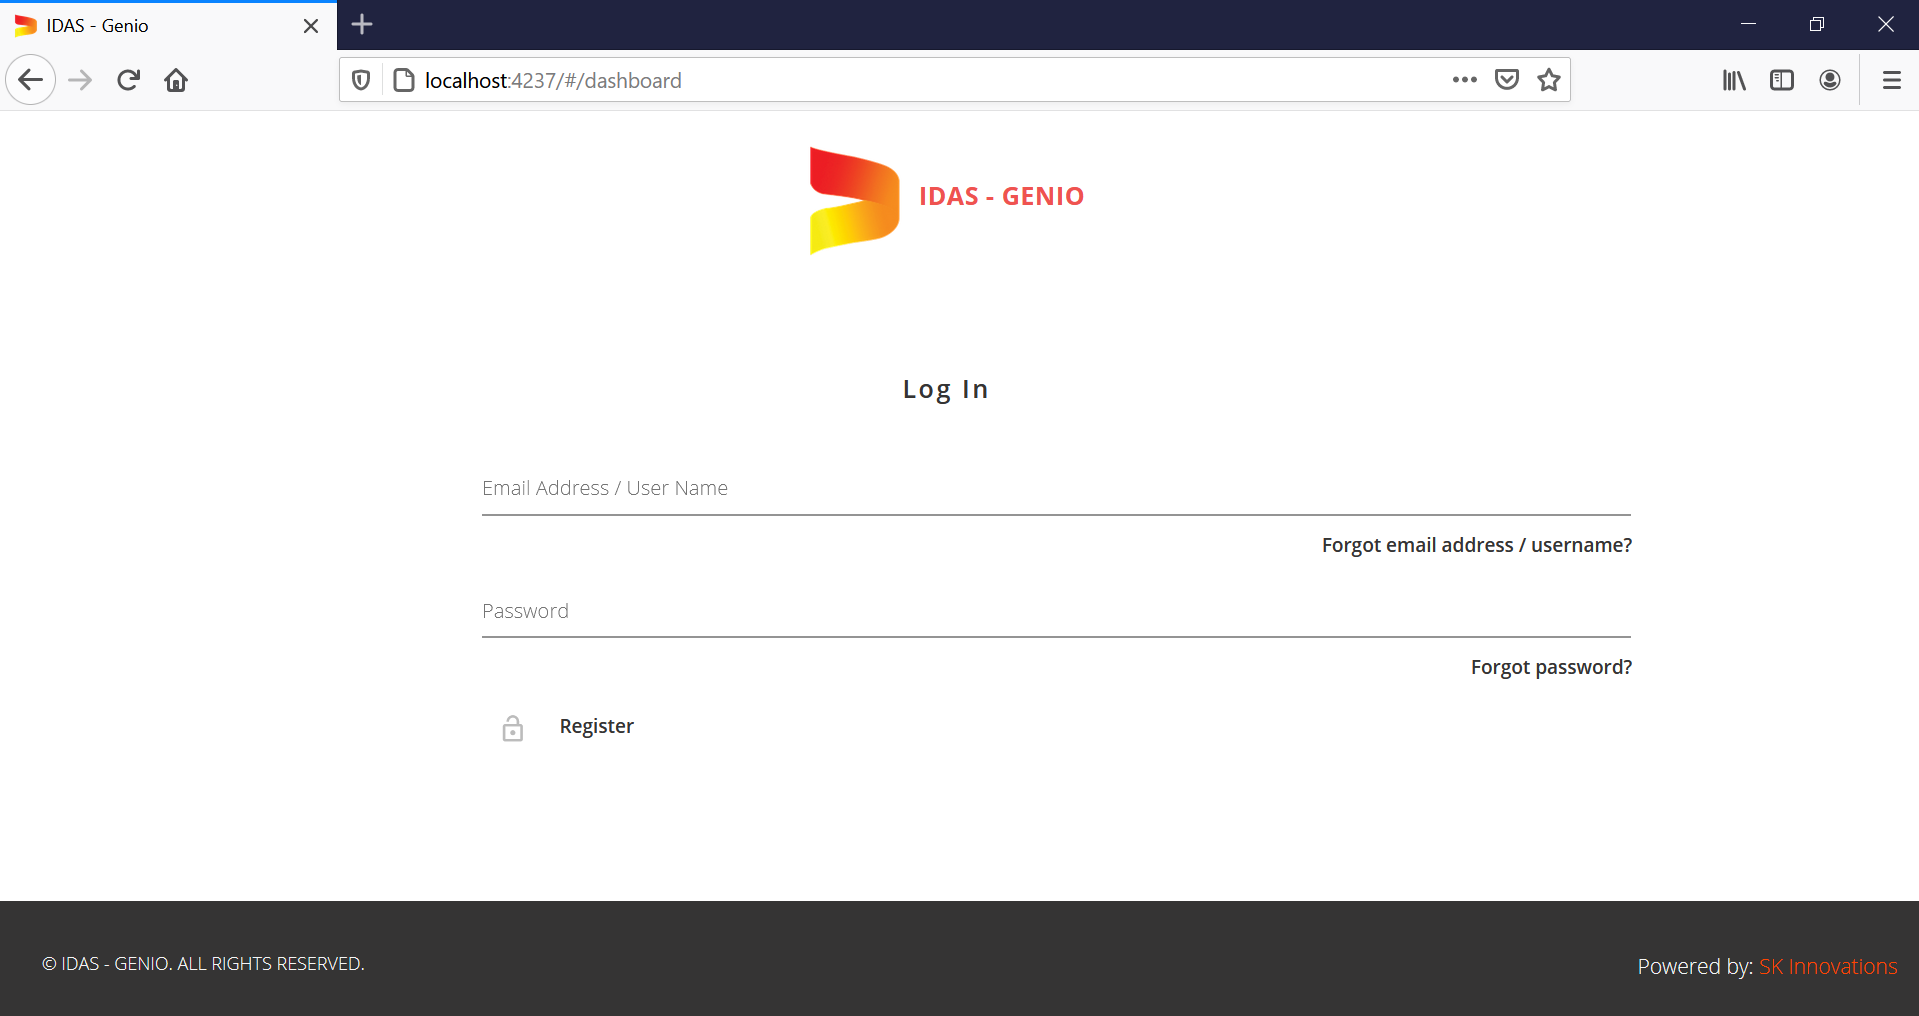 IDAS - Genio
localhost:4237/#/dashboard
IDAS - GENIO
Log In
Email Address / User Name
Forgot email address / username?
Password
Forgot password?
Register
© IDAS - GENIO. ALL RIGHTS RESERVED.
Powered by: SK Innovations